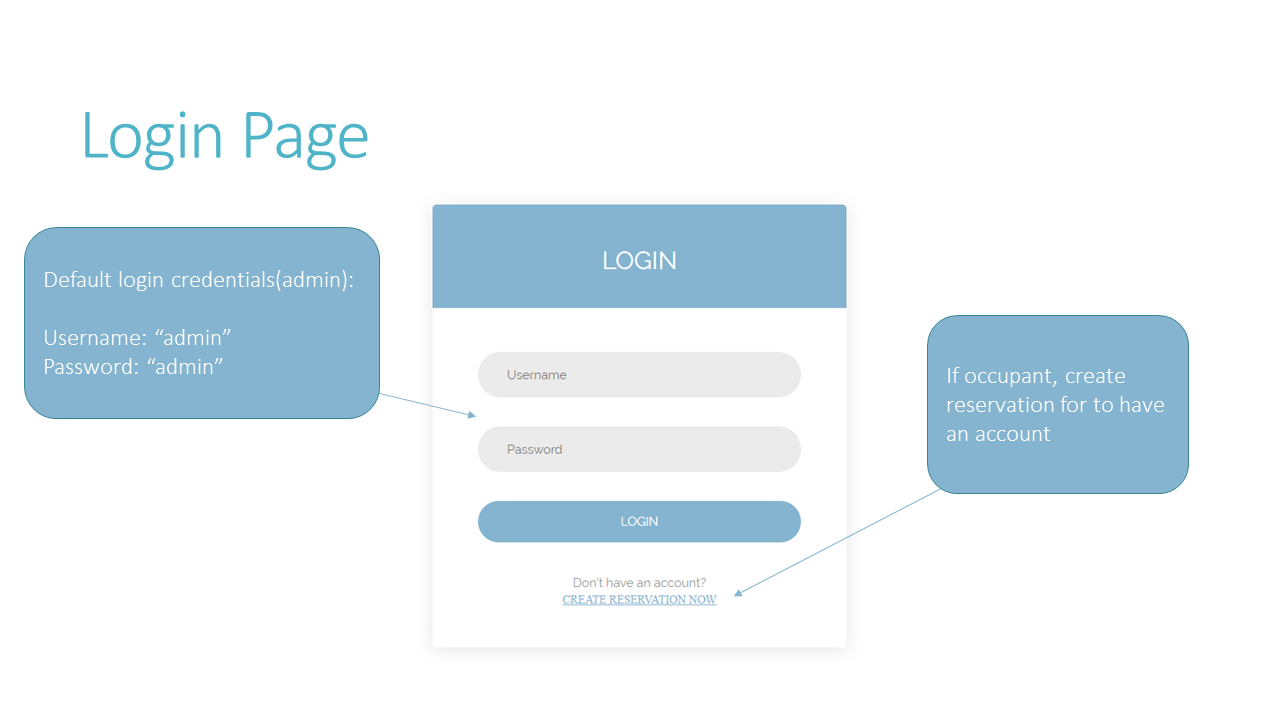 Login Page
Default login credentials(admin):
Username: “admin”
Password: “admin”
LOGIN
Username
Password
LOGIN
Don't have an account?
CREATE RESERVATION NOW
If occupant, create
reservation for to have
an account